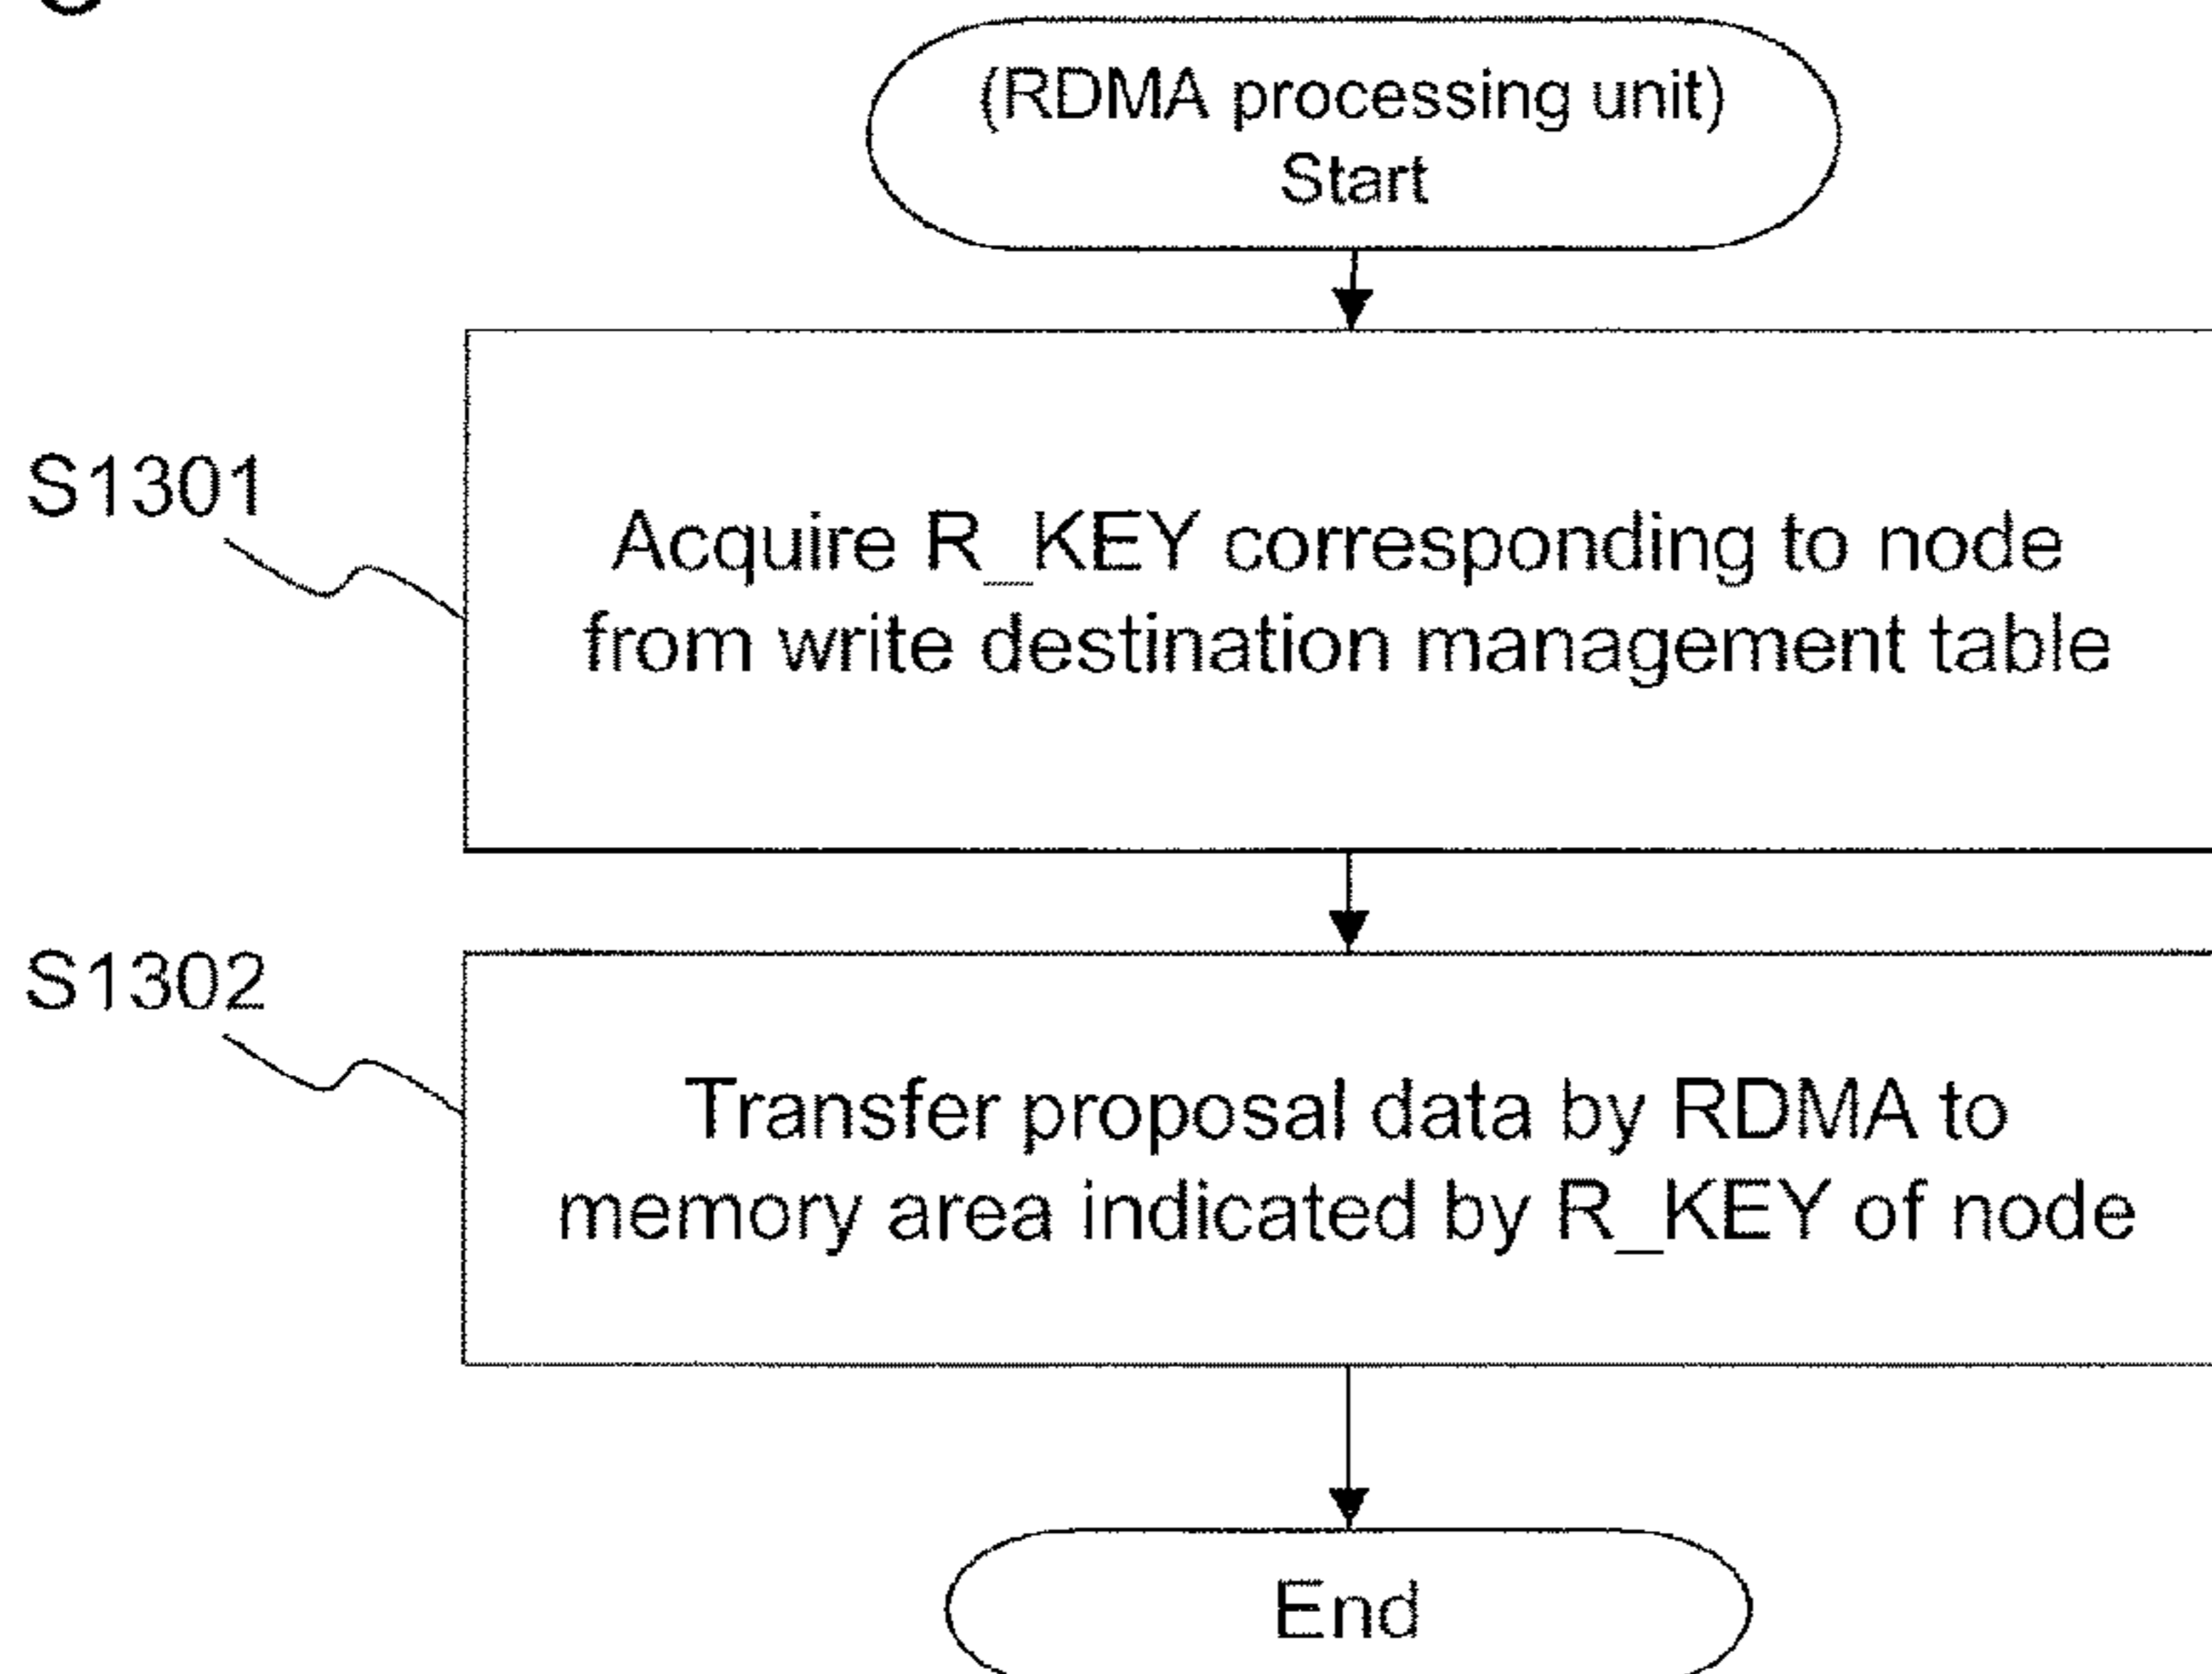 (RDMA processing unit)
Start
S1301
Acquire R_KEY corresponding to node
from write destination management table
S1302
Transfer proposal data by RDMA to
memory area indicated by R_KEY of node
End